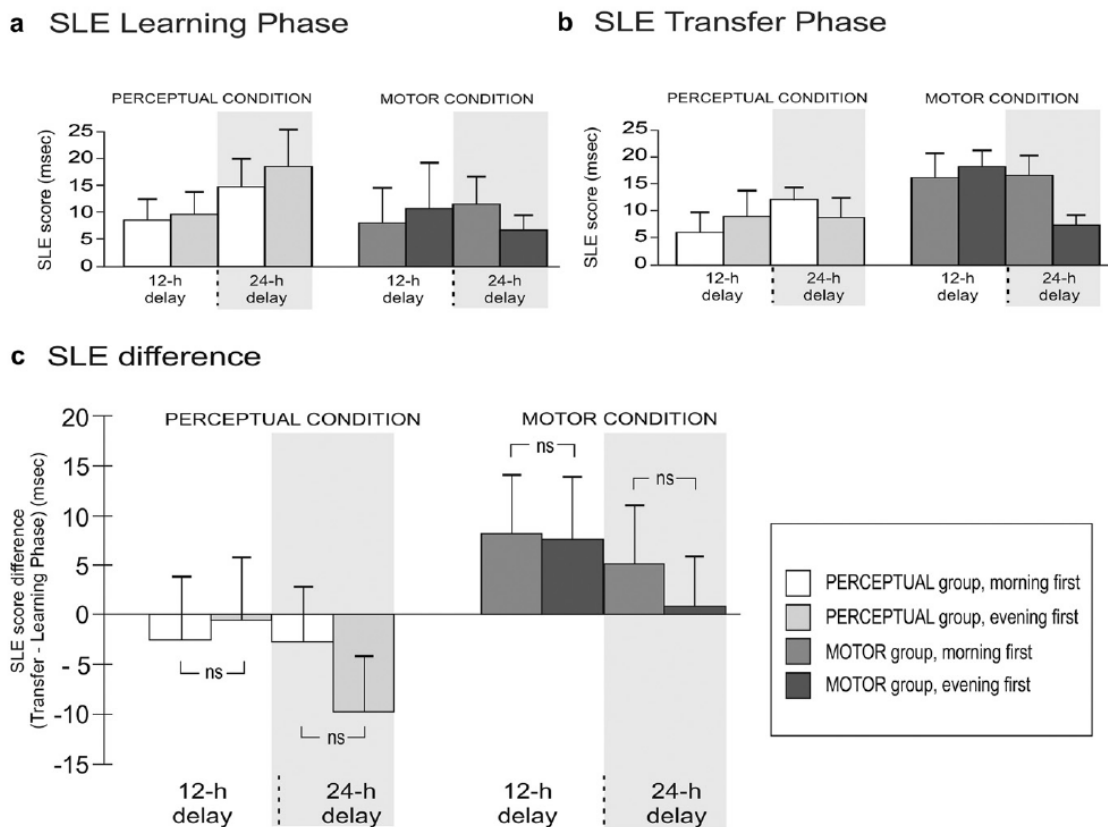 a SLE Learning Phase
PERCEPTUAL CONDITION
MOTOR CONDITION
SLE score (msec)
25
20
15
10
5
0
12-h
delay
24-h
delay
12-h
delay
24-h
delay
b SLE Transfer Phase
PERCEPTUAL CONDITION
MOTOR CONDITION
SLE score (msec)
25
20
15
10
5
0
12-h
delay
24-h
delay
12-h
delay
24-h
delay
c SLE difference
PERCEPTUAL CONDITION
MOTOR CONDITION
SLE score difference
(Transfer - Learning Phase) (msec)
20
15
10
5
0
- 5
-10
-15
ns
ns
ns
ns
12-h
delay
24-h
delay
12-h
delay
24-h
delay
PERCEPTUAL group, morning first
PERCEPTUAL group, evening first
MOTOR group, morning first
MOTOR group, evening first